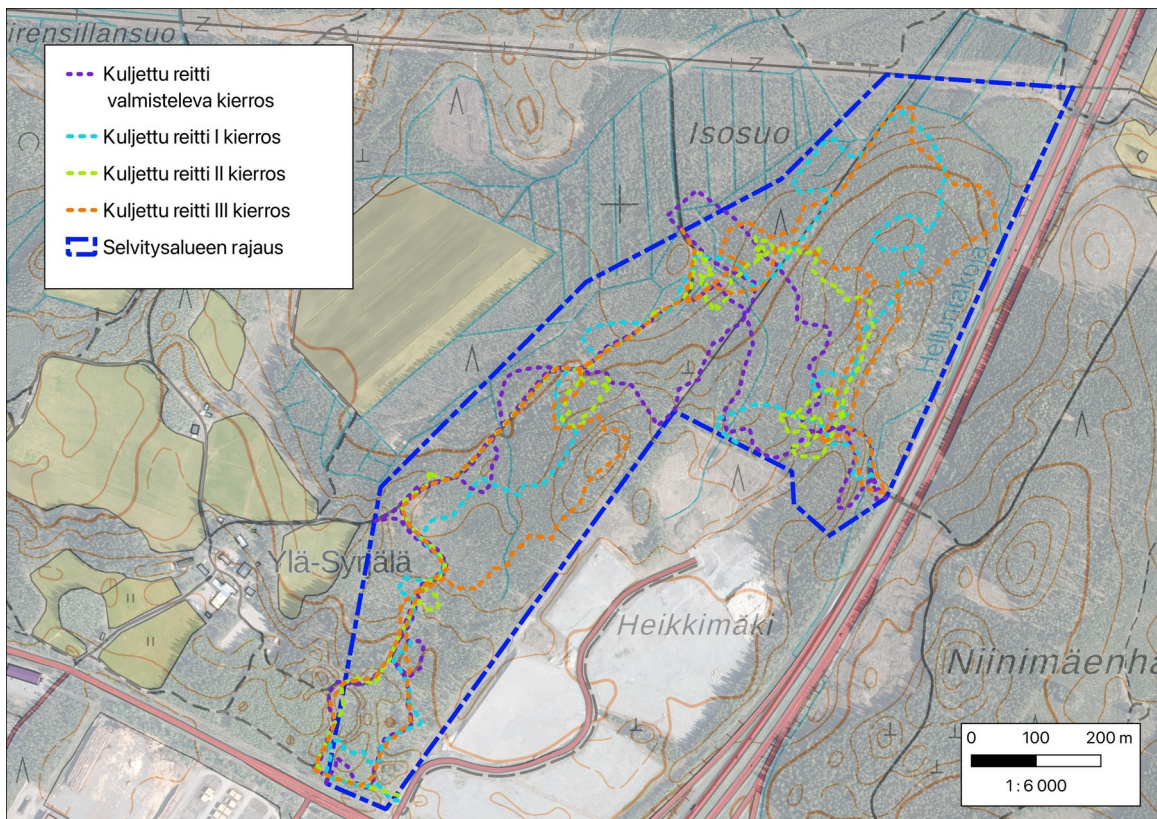 irensillansuo
Kuljettu reitti
valmisteleva kierros
Kuljettu reitti I kierros
Kuljettu reitti II kierros
Kuljettu reitti III kierros
Selvitysalueen rajaus
Isosuo
Ylä-Syrjälä
Heikkimäki
Niinimäenha
0 100 200 m
1:6 000